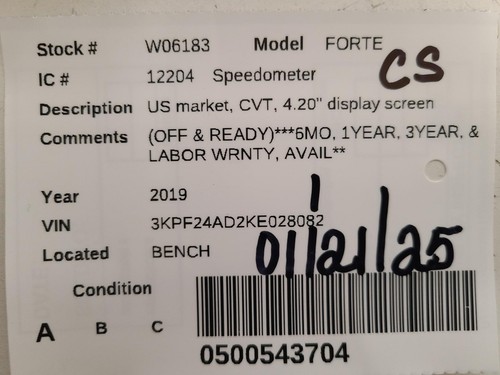 Stock # W06183 Model FORTE
CS
IC # 12204 Speedometer
Description US market, CVT, 4.20" display screen
Comments (OFF & READY)***6MO, 1YEAR, 3YEAR, &
LABOR WRNTY, AVAIL**
Year 2019
VIN 3KPF24AD2KE028082
Located BENCH
01/21/25
Condition
A B C
0500543704